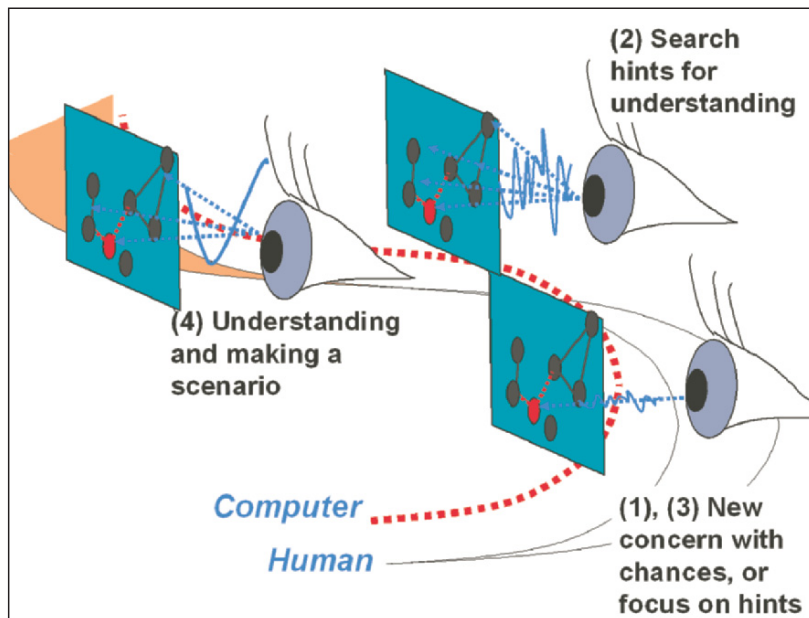 (2) Search
hints for
understanding
(4) Understanding
and making a
scenario
Computer
Human
(1), (3) New
concern with
chances, or
focus on hints